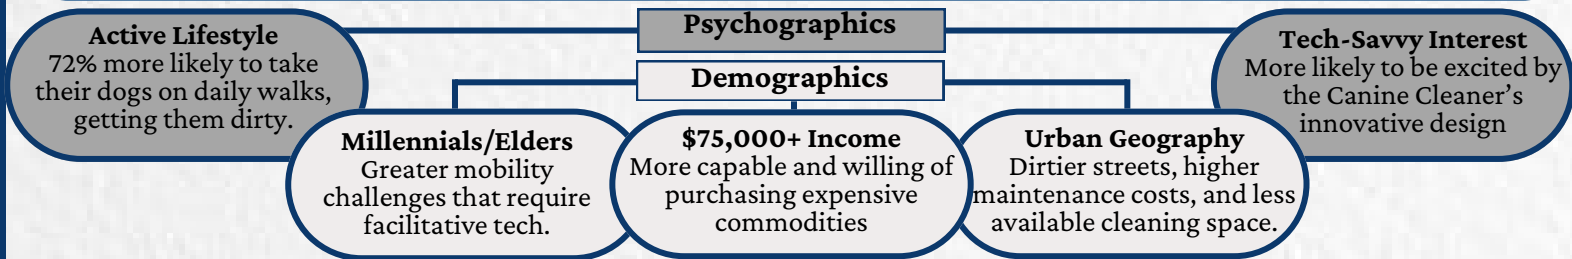 Psychographics
Active Lifestyle
72% more likely to take
their dogs on daily walks,
getting them dirty.
Tech-Savvy Interest
More likely to be excited by
the Canine Cleaner’s
innovative design
Demographics
Millennials/Elders
Greater mobility
challenges that require
facilitative tech.
$75,000+ Income
More capable and willing of
purchasing expensive
commodities
Urban Geography
Dirtier streets, higher
maintenance costs, and less
available cleaning space.